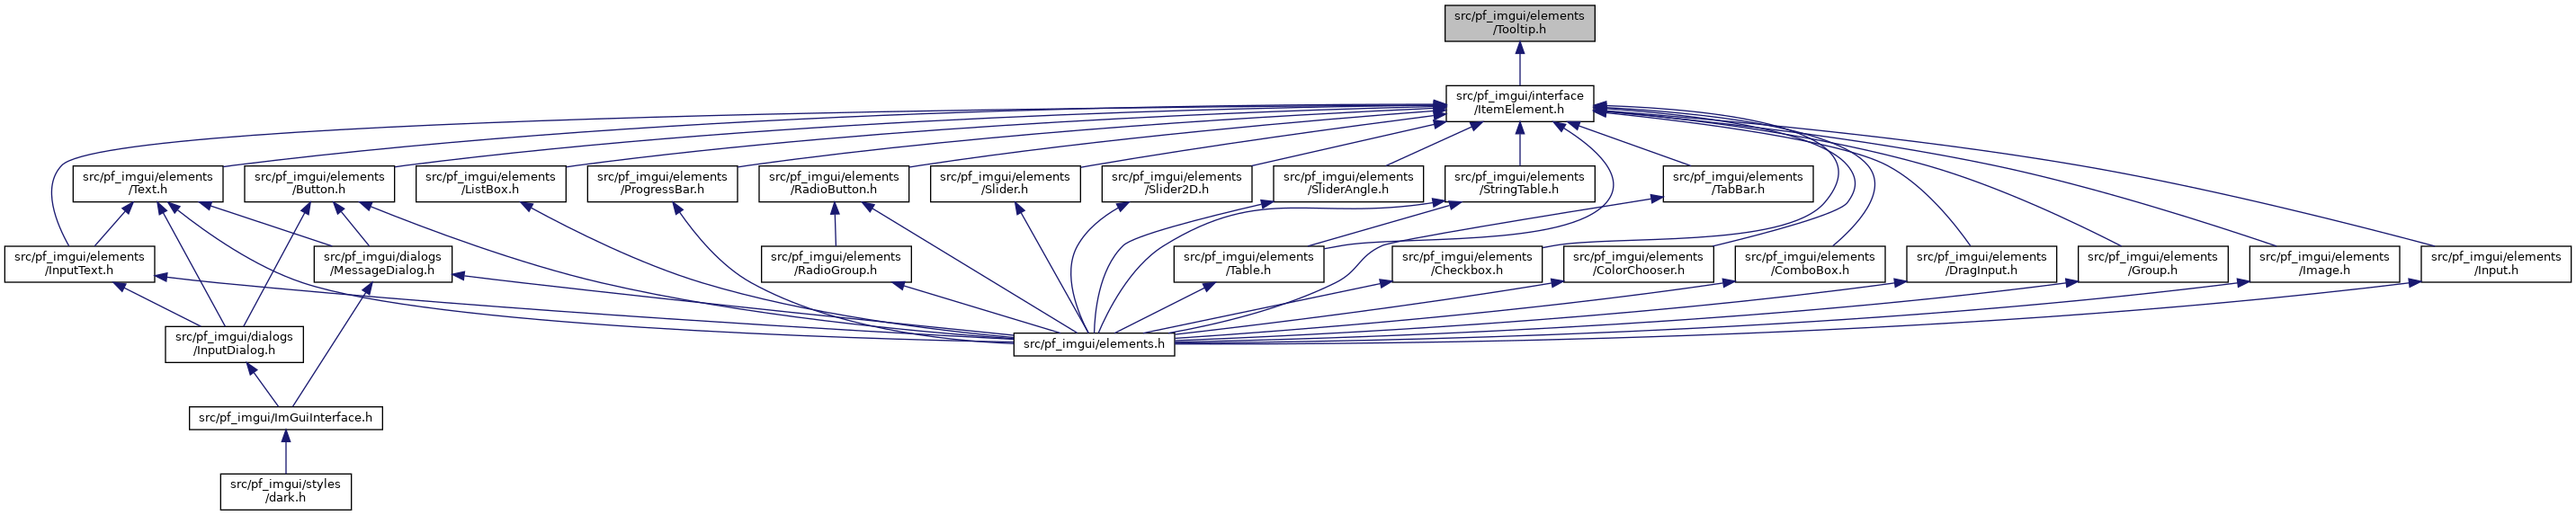 src/pf_imgui/elements
/Tooltip.h
src/pf_imgui/interface
/ItemElement.h
src/pf_imgui/elements
/Text.h
src/pf_imgui/elements
/Button.h
src/pf_imgui/elements
/ListBox.h
src/pf_imgui/elements
/ProgressBar.h
src/pf_imgui/elements
/RadioButton.h
src/pf_imgui/elements
/Slider.h
src/pf_imgui/elements
/Slider2D.h
src/pf_imgui/elements
/SliderAngle.h
src/pf_imgui/elements
/StringTable.h
src/pf_imgui/elements
/TabBar.h
src/pf_imgui/elements
/InputText.h
src/pf_imgui/dialogs
/MessageDialog.h
src/pf_imgui/elements
/RadioGroup.h
src/pf_imgui/elements
/Table.h
src/pf_imgui/elements
/Checkbox.h
src/pf_imgui/elements
/ColorChooser.h
src/pf_imgui/elements
/ComboBox.h
src/pf_imgui/elements
/DragInput.h
src/pf_imgui/elements
/Group.h
src/pf_imgui/elements
/Image.h
src/pf_imgui/elements
/Input.h
src/pf_imgui/dialogs
/InputDialog.h
src/pf_imgui/elements.h
src/pf_imgui/ImGuiInterface.h
src/pf_imgui/styles
/dark.h